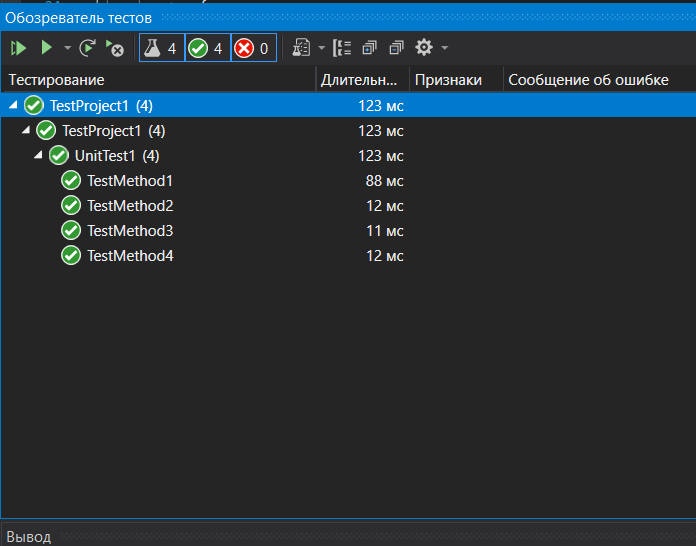 Обозреватель тестов
4 4 0
Тестирование Длительн... Признаки Сообщение об ошибке
TestProject1 (4) 123 мс
TestProject1 (4) 123 мс
UnitTest1 (4) 123 мс
TestMethod1 88 мс
TestMethod2 12 мс
TestMethod3 11 мс
TestMethod4 12 мс
Вывод